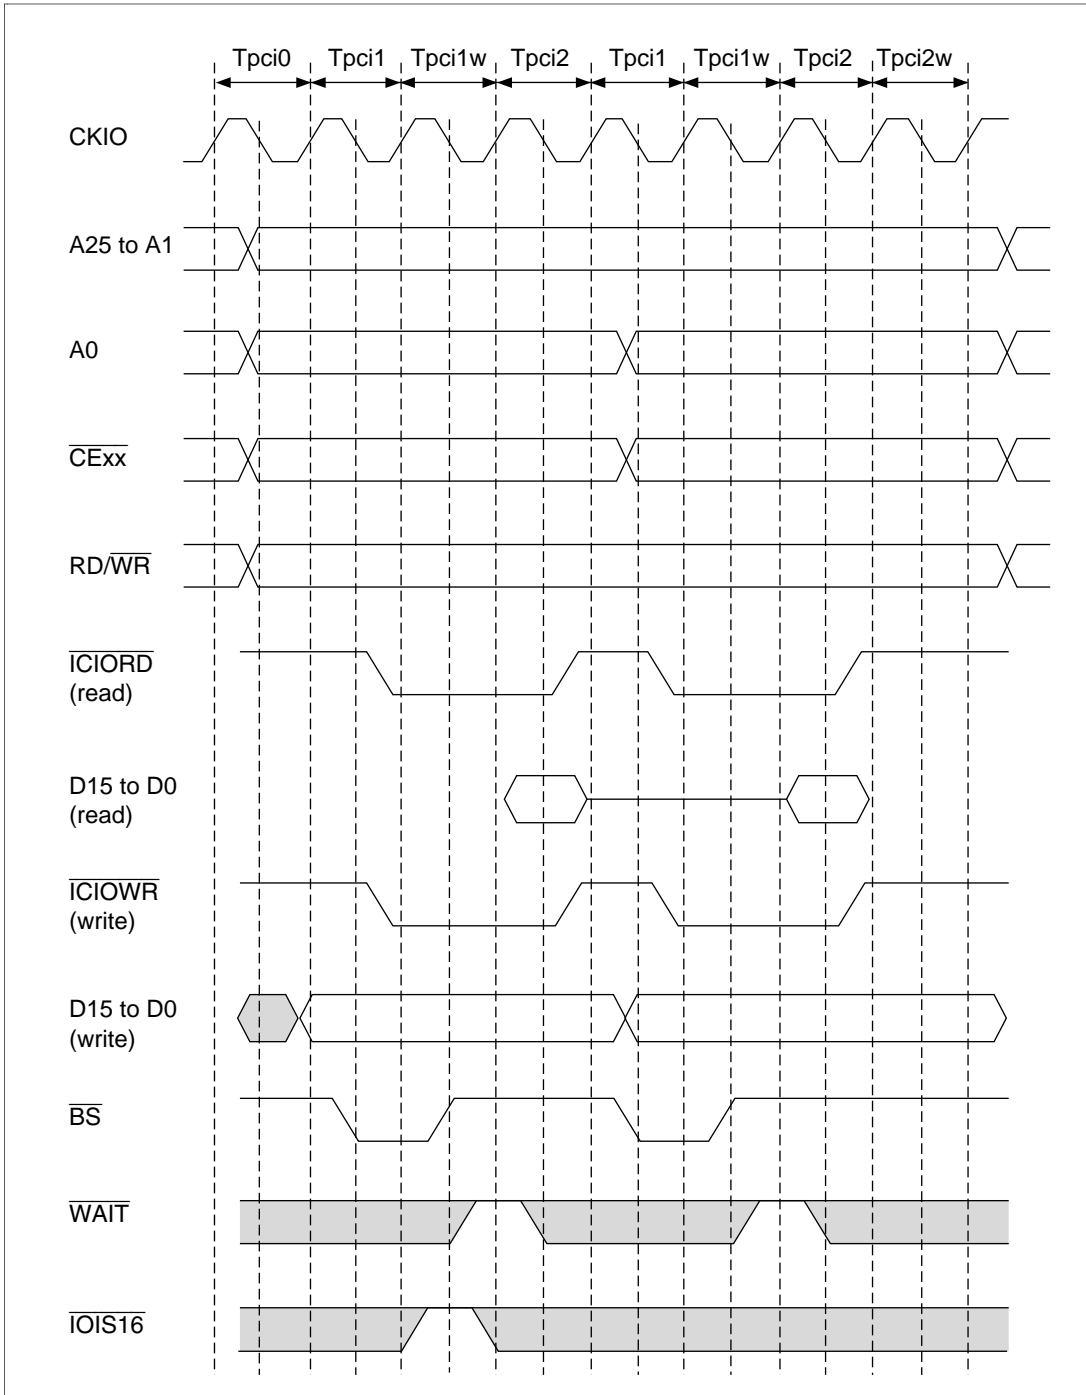 Tpci0 Tpci1 Tpci1w Tpci2 Tpci1 Tpci1w Tpci2 Tpci2w
CKIO
A25 to A1
A0
CExx
RD/WR
ICIORD
(read)
D15 to D0
(read)
ICIOWR
(write)
D15 to D0
(write)
BS
WAIT
IOIS16